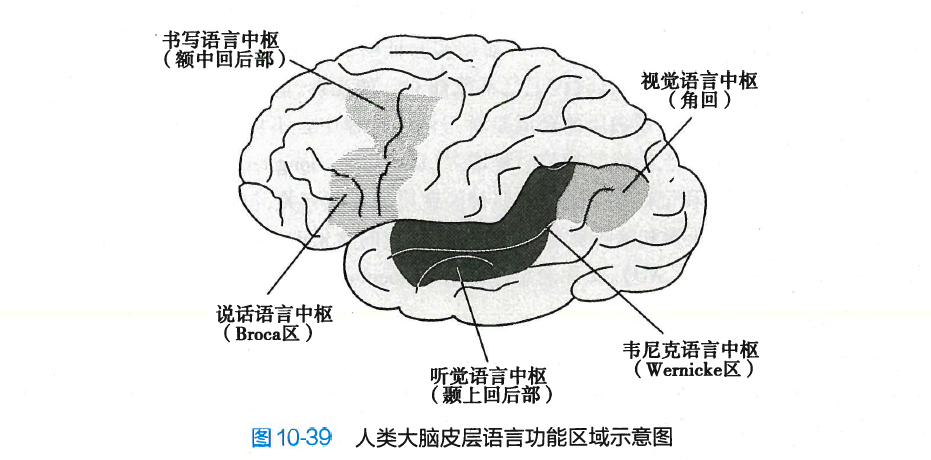 书写语言中枢
（额中回后部）
视觉语言中枢
（角回）
说话语言中枢
（Broca区）
韦尼克语言中枢
（Wernicke区）
听觉语言中枢
（颞上回后部）
图10-39 人类大脑皮层语言功能区域示意图